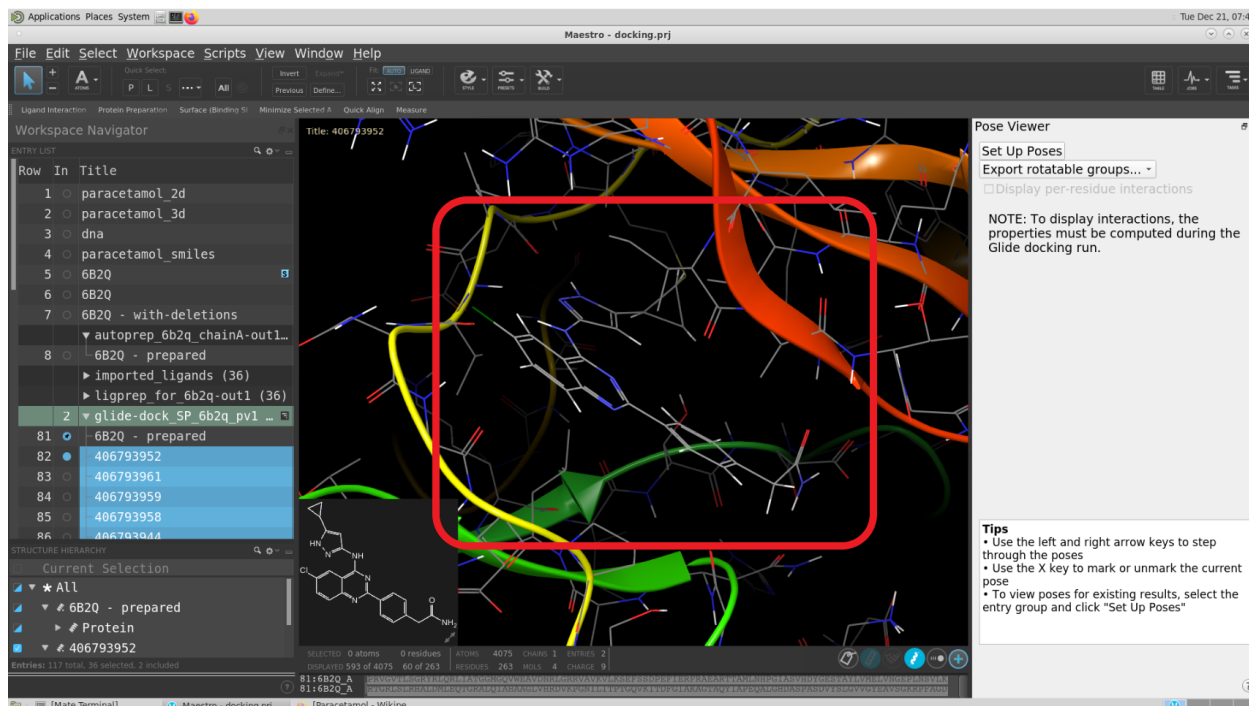 Applications Places System
Tue Dec 21, 07:4
Maestro - docking.prj
File Edit Select Workspace Scripts View Window Help
Quick Select:
Invert Expand
Fit: AUTO LIGAND
ATOMS
P L S All
Previous Define...
STYLE PRESETS BUILD
TABLE JOBS TASKS
Ligand Interaction Protein Preparation Surface (Binding Si Minimize Selected A Quick Align Measure
Workspace Navigator
ENTRY LIST
Row In Title
1 paracetamol_2d
2 paracetamol_3d
3 dna
4 paracetamol_smiles
5 6B2Q S
6 6B2Q
7 6B2Q - with-deletions
autoprep_6b2q_chainA-out1…
8 6B2Q - prepared
imported_ligands (36)
ligprep_for_6b2q-out1 (36)
2 glide-dock_SP_6b2q_pv1 …
81 6B2Q - prepared
82 406793952
83 406793961
84 406793959
85 406793958
86 406793944
STRUCTURE HIERARCHY
Current Selection
All
6B2Q - prepared
Protein
406793952
Entries: 117 total, 36 selected, 2 included
Title: 406793952
HN
N
NH
Cl
N
N
O
NH2
SELECTED 0 atoms 0 residues ATOMS 4075 CHAINS 1 ENTRIES 2
DISPLAYED 593 of 4075 60 of 263 RESIDUES 263 MOLS 4 CHARGE 9
81:6B2Q_A
81:6B2Q_A
Pose Viewer
Set Up Poses
Export rotatable groups...
Display per-residue interactions
NOTE: To display interactions, the
properties must be computed during the
Glide docking run.
Tips
• Use the left and right arrow keys to step
through the poses
• Use the X key to mark or unmark the current
pose
• To view poses for existing results, select the
entry group and click "Set Up Poses"
[Mate Terminal] Maestro - docking.prj [Paracetamol - Wikipe